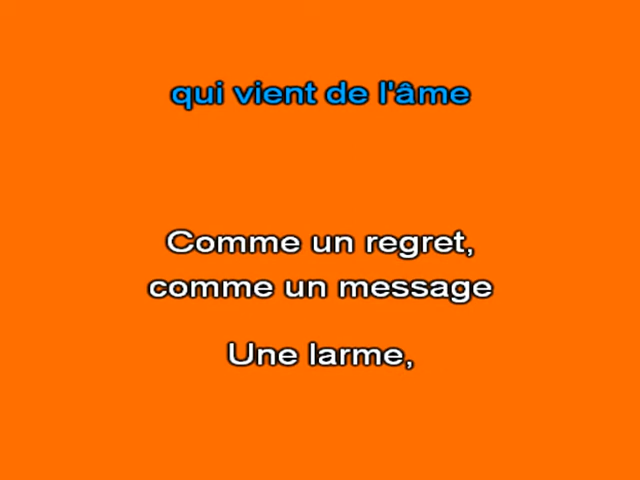 qui vient de l'âme
Comme un regret,
comme un message
Une larme,